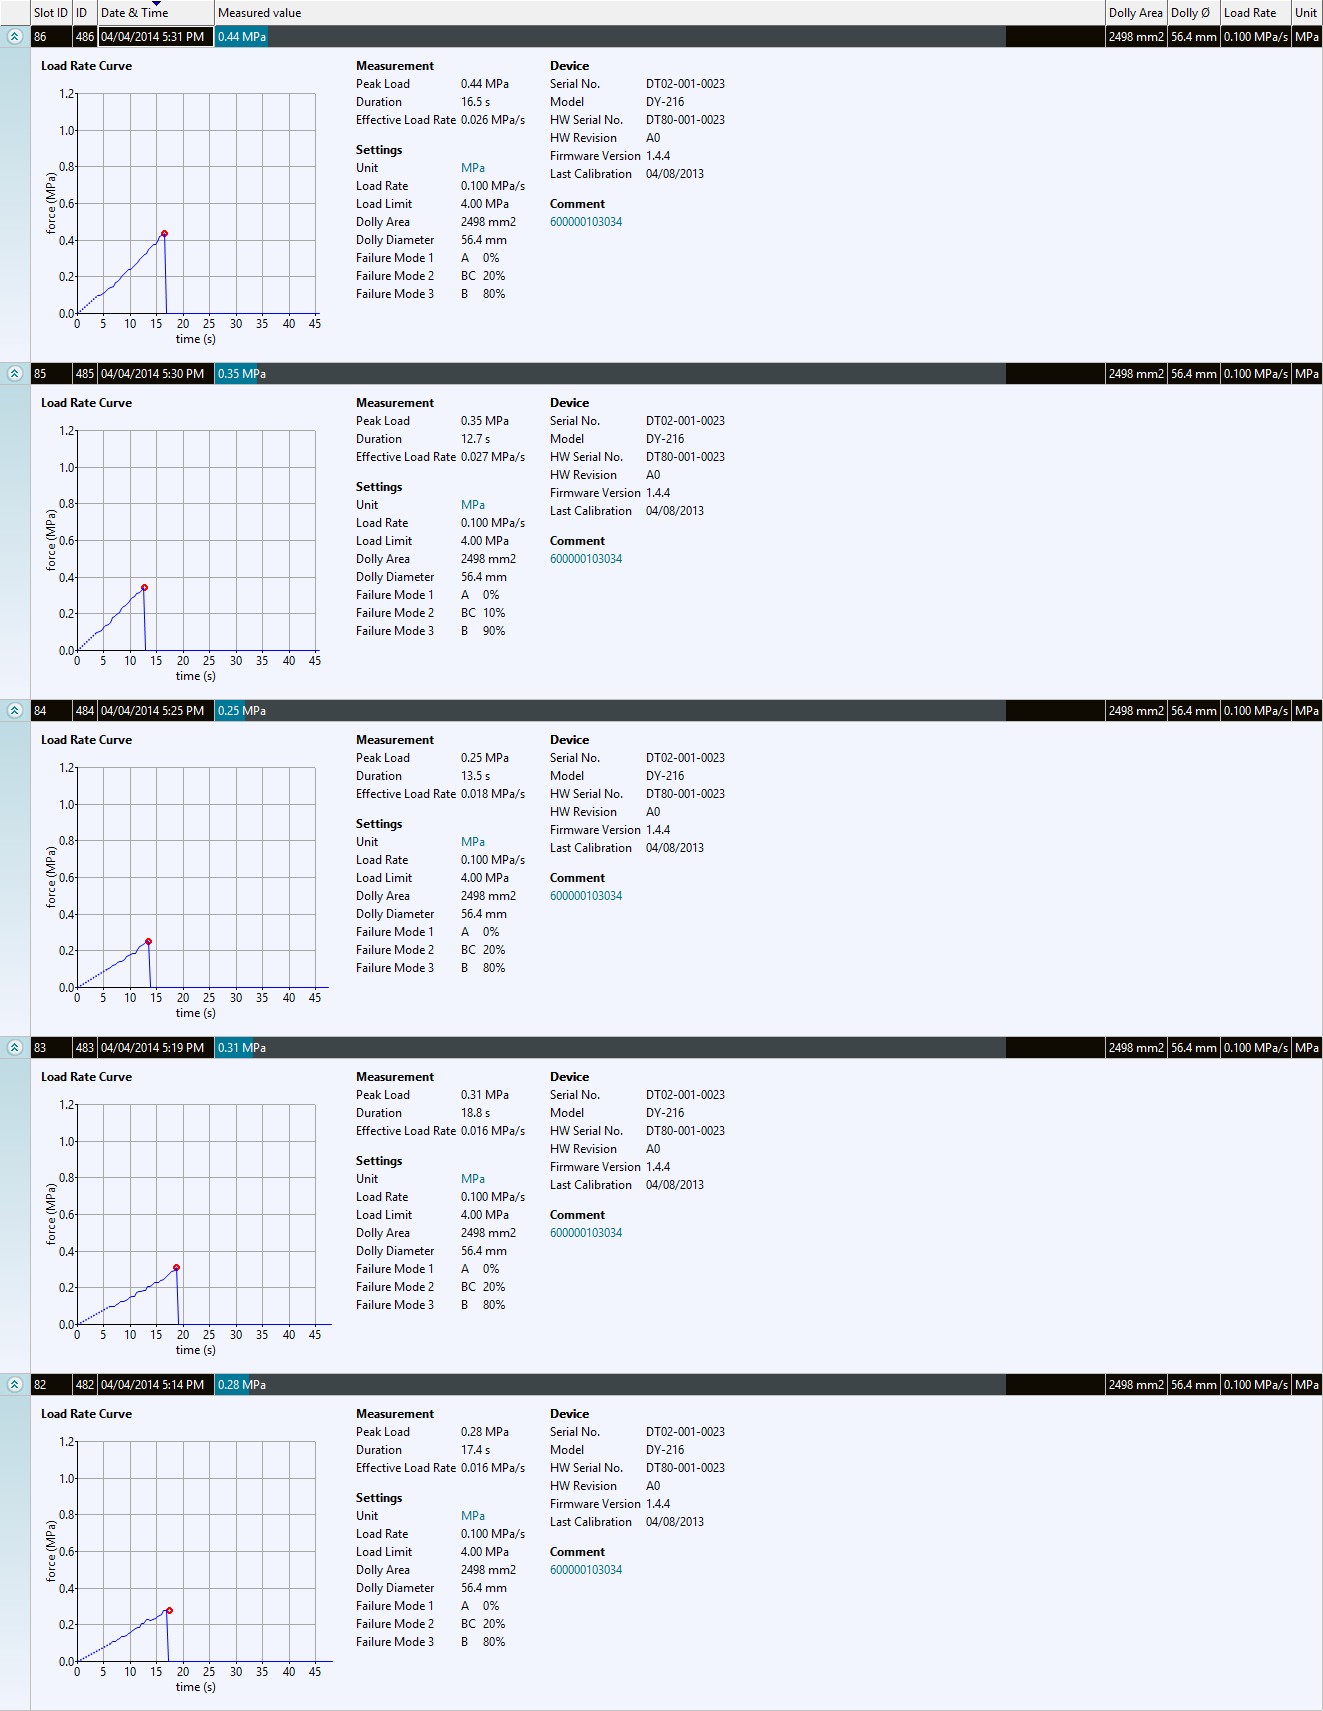 Slot ID ID Date & Time Measured value Dolly Area Dolly Ø Load Rate Unit
86 486 04/04/2014 5:31 PM 0.44 MPa 2498 mm2 56.4 mm 0.100 MPa/s MPa
Load Rate Curve Measurement Device
Peak Load 0.44 MPa Serial No. DT02-001-0023
1.2 Duration 16.5 s Model DY-216
Effective Load Rate 0.026 MPa/s HW Serial No. DT80-001-0023
1.0 HW Revision A0
Settings Firmware Version 1.4.4
0.8 Unit MPa Last Calibration 04/08/2013
Load Rate 0.100 MPa/s
0.6 Load Limit 4.00 MPa Comment
force (MPa) Dolly Area 2498 mm2 600000103034
0.4 Dolly Diameter 56.4 mm
Failure Mode 1 A 0%
0.2 Failure Mode 2 BC 20%
Failure Mode 3 B 80%
0.0
0 5 10 15 20 25 30 35 40 45
time (s)
85 485 04/04/2014 5:30 PM 0.35 MPa 2498 mm2 56.4 mm 0.100 MPa/s MPa
Load Rate Curve Measurement Device
Peak Load 0.35 MPa Serial No. DT02-001-0023
1.2 Duration 12.7 s Model DY-216
Effective Load Rate 0.027 MPa/s HW Serial No. DT80-001-0023
1.0 HW Revision A0
Settings Firmware Version 1.4.4
0.8 Unit MPa Last Calibration 04/08/2013
Load Rate 0.100 MPa/s
0.6 Load Limit 4.00 MPa Comment
force (MPa) Dolly Area 2498 mm2 600000103034
0.4 Dolly Diameter 56.4 mm
Failure Mode 1 A 0%
0.2 Failure Mode 2 BC 10%
Failure Mode 3 B 90%
0.0
0 5 10 15 20 25 30 35 40 45
time (s)
84 484 04/04/2014 5:25 PM 0.25 MPa 2498 mm2 56.4 mm 0.100 MPa/s MPa
Load Rate Curve Measurement Device
Peak Load 0.25 MPa Serial No. DT02-001-0023
1.2 Duration 13.5 s Model DY-216
Effective Load Rate 0.018 MPa/s HW Serial No. DT80-001-0023
1.0 HW Revision A0
Settings Firmware Version 1.4.4
0.8 Unit MPa Last Calibration 04/08/2013
Load Rate 0.100 MPa/s
0.6 Load Limit 4.00 MPa Comment
force (MPa) Dolly Area 2498 mm2 600000103034
0.4 Dolly Diameter 56.4 mm
Failure Mode 1 A 0%
0.2 Failure Mode 2 BC 20%
Failure Mode 3 B 80%
0.0
0 5 10 15 20 25 30 35 40 45
time (s)
83 483 04/04/2014 5:19 PM 0.31 MPa 2498 mm2 56.4 mm 0.100 MPa/s MPa
Load Rate Curve Measurement Device
Peak Load 0.31 MPa Serial No. DT02-001-0023
1.2 Duration 18.8 s Model DY-216
Effective Load Rate 0.016 MPa/s HW Serial No. DT80-001-0023
1.0 HW Revision A0
Settings Firmware Version 1.4.4
0.8 Unit MPa Last Calibration 04/08/2013
Load Rate 0.100 MPa/s
0.6 Load Limit 4.00 MPa Comment
force (MPa) Dolly Area 2498 mm2 600000103034
0.4 Dolly Diameter 56.4 mm
Failure Mode 1 A 0%
0.2 Failure Mode 2 BC 20%
Failure Mode 3 B 80%
0.0
0 5 10 15 20 25 30 35 40 45
time (s)
82 482 04/04/2014 5:14 PM 0.28 MPa 2498 mm2 56.4 mm 0.100 MPa/s MPa
Load Rate Curve Measurement Device
Peak Load 0.28 MPa Serial No. DT02-001-0023
1.2 Duration 17.4 s Model DY-216
Effective Load Rate 0.016 MPa/s HW Serial No. DT80-001-0023
1.0 HW Revision A0
Settings Firmware Version 1.4.4
0.8 Unit MPa Last Calibration 04/08/2013
Load Rate 0.100 MPa/s
0.6 Load Limit 4.00 MPa Comment
force (MPa) Dolly Area 2498 mm2 600000103034
0.4 Dolly Diameter 56.4 mm
Failure Mode 1 A 0%
0.2 Failure Mode 2 BC 20%
Failure Mode 3 B 80%
0.0
0 5 10 15 20 25 30 35 40 45
time (s)